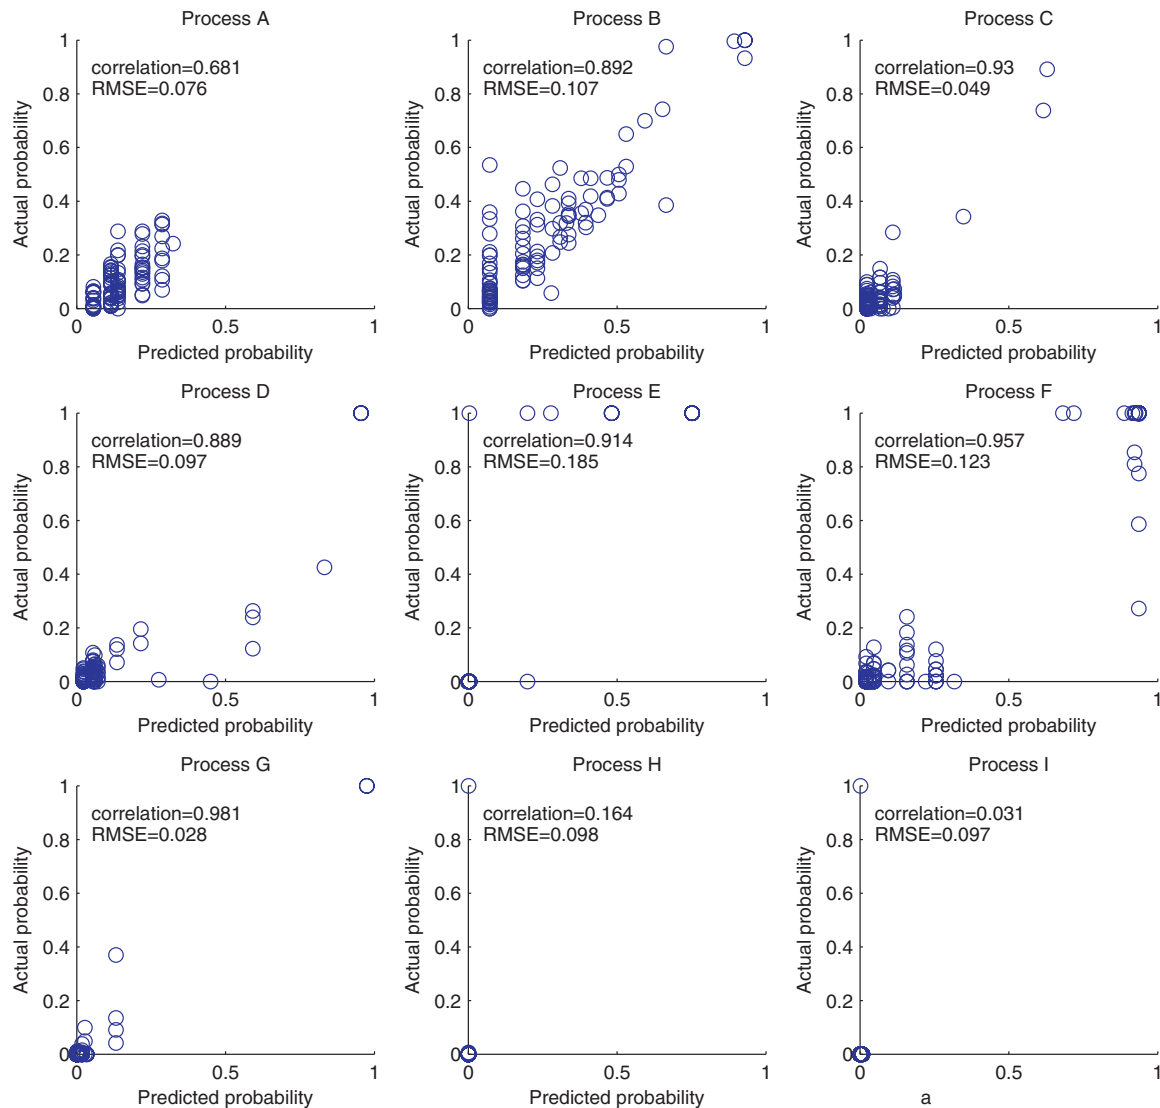 Process A
correlation=0.681
RMSE=0.076
Actual probability
1
0.8
0.6
0.4
0.2
0
0 0.5 1
Predicted probability
Process B
correlation=0.892
RMSE=0.107
Actual probability
1
0.8
0.6
0.4
0.2
0
0 0.5 1
Predicted probability
Process C
correlation=0.93
RMSE=0.049
Actual probability
1
0.8
0.6
0.4
0.2
0
0 0.5 1
Predicted probability
Process D
correlation=0.889
RMSE=0.097
Actual probability
1
0.8
0.6
0.4
0.2
0
0 0.5 1
Predicted probability
Process E
correlation=0.914
RMSE=0.185
Actual probability
1
0.8
0.6
0.4
0.2
0
0 0.5 1
Predicted probability
Process F
correlation=0.957
RMSE=0.123
Actual probability
1
0.8
0.6
0.4
0.2
0
0 0.5 1
Predicted probability
Process G
correlation=0.981
RMSE=0.028
Actual probability
1
0.8
0.6
0.4
0.2
0
0 0.5 1
Predicted probability
Process H
correlation=0.164
RMSE=0.098
Actual probability
1
0.8
0.6
0.4
0.2
0
0 0.5 1
Predicted probability
Process I
correlation=0.031
RMSE=0.097
Actual probability
1
0.8
0.6
0.4
0.2
0
0 0.5 1
a